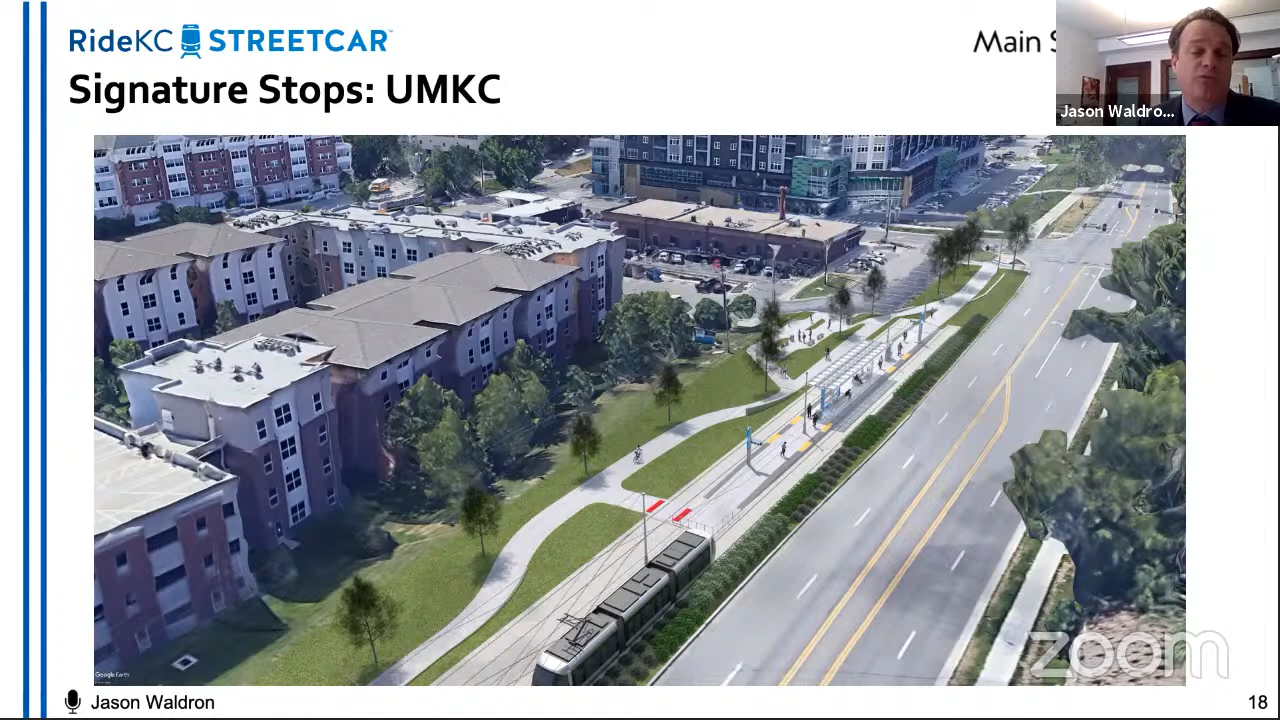 RideKC STREETCAR
Main S
Signature Stops: UMKC
Jason Waldro...
Google Earth
zoom
Jason Waldron
18